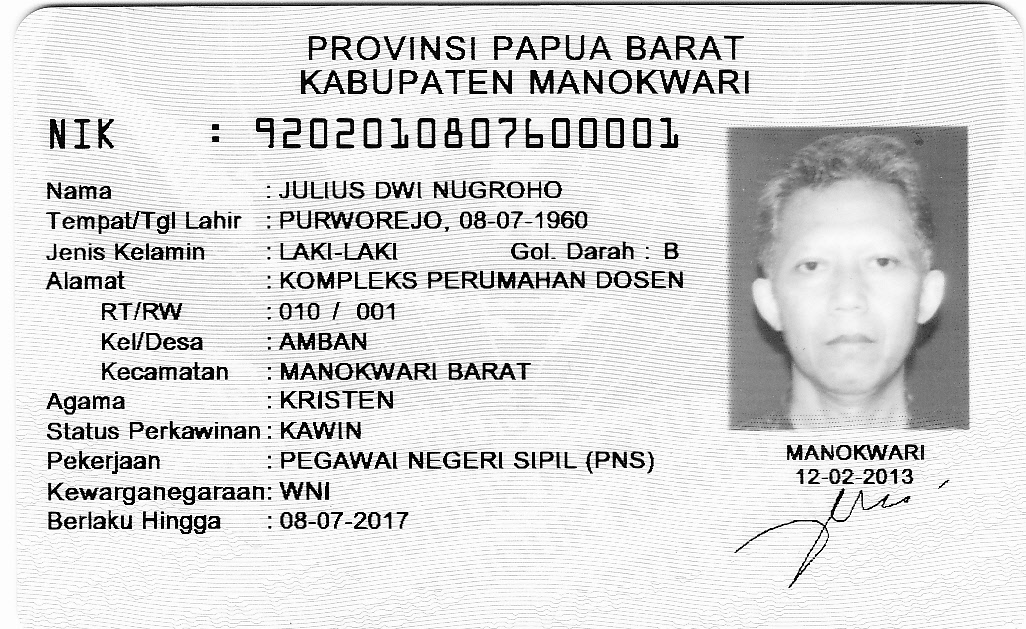 PROVINSI PAPUA BARAT
KABUPATEN MANOKWARI
NIK : 9202010807600001
Nama : JULIUS DWI NUGROHO
Tempat/Tgl Lahir : PURWOREJO, 08-07-1960
Jenis Kelamin : LAKI-LAKI Gol. Darah : B
Alamat : KOMPLEKS PERUMAHAN DOSEN
RT/RW : 010 / 001
Kel/Desa : AMBAN
Kecamatan : MANOKWARI BARAT
Agama : KRISTEN
Status Perkawinan : KAWIN
Pekerjaan : PEGAWAI NEGERI SIPIL (PNS)
Kewarganegaraan: WNI
Berlaku Hingga : 08-07-2017
MANOKWARI
12-02-2013